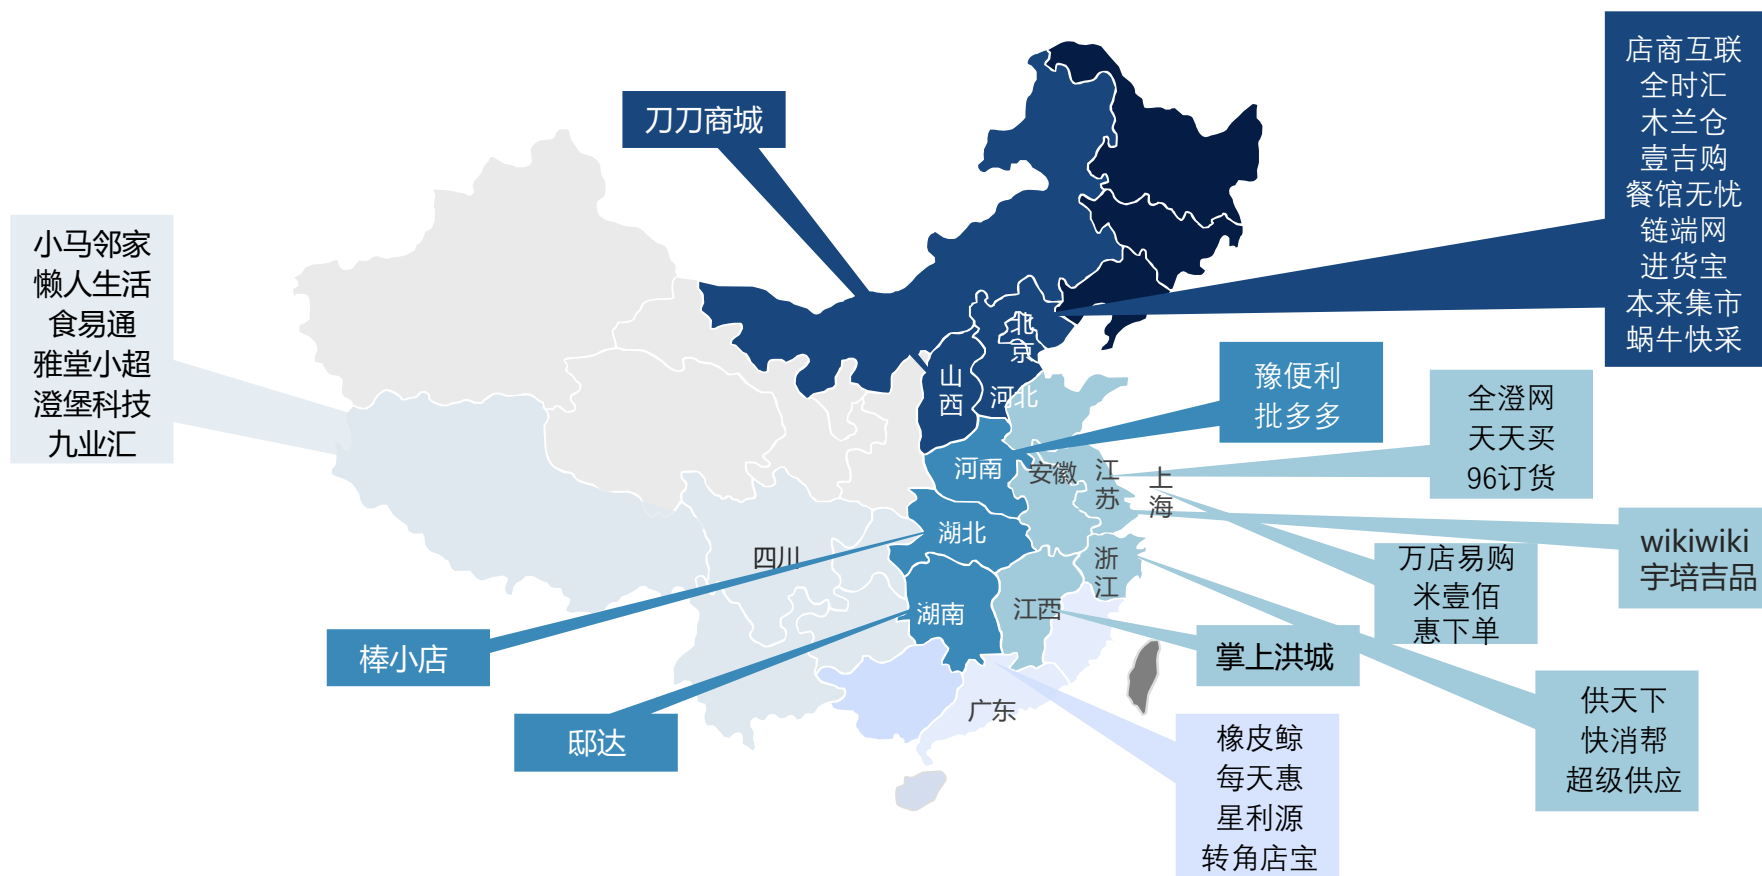 店商互联
全时汇
木兰仓
壹吉购
餐馆无忧
链端网
进货宝
本来集市
蜗牛快采
刀刀商城
小马邻家
懒人生活
食易通
雅堂小超
澄堡科技
九业汇
北
京
山
西
河北
豫便利
批多多
全澄网
天天买
96订货
河南
安徽
江
苏
上
海
湖北
四川
浙
江
wikiwiki
宇培吉品
万店易购
米壹佰
惠下单
湖南
江西
棒小店
掌上洪城
广东
邸达
供天下
快消帮
超级供应
橡皮鲸
每天惠
星利源
转角店宝